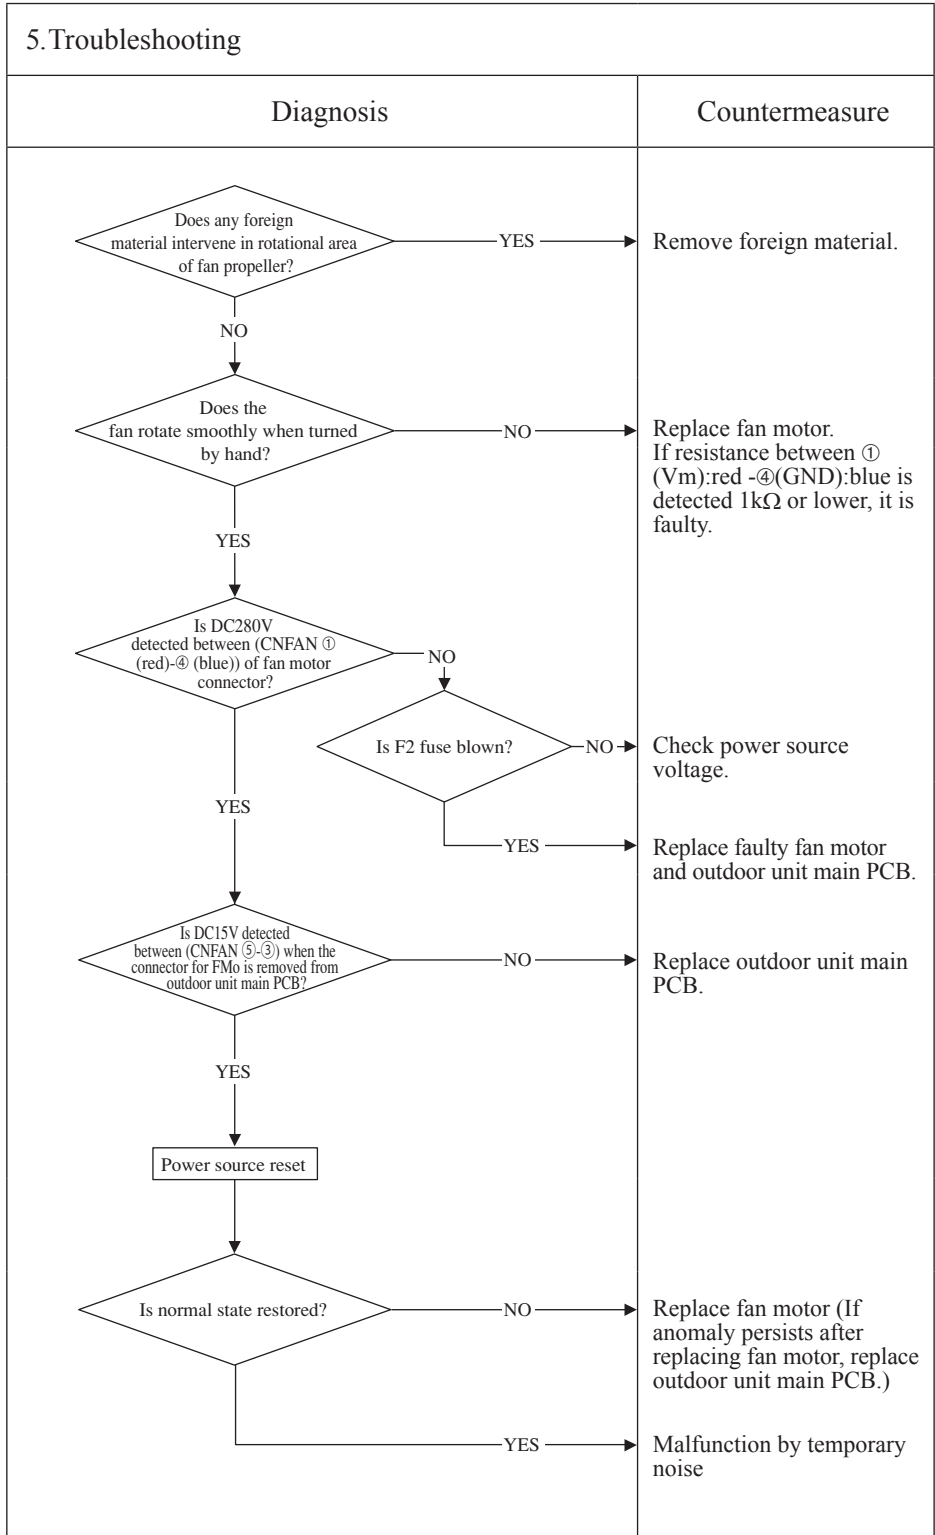 5.Troubleshooting
Diagnosis
Countermeasure
Does any foreign
material intervene in rotational area
of fan propeller?
YES
Remove foreign material.
NO
Does the
fan rotate smoothly when turned
by hand?
NO
Replace fan motor.
If resistance between ①
(Vm):red -④(GND):blue is
detected 1kΩ or lower, it is
faulty.
YES
Is DC280V
detected between (CNFAN ①
(red)-④ (blue)) of fan motor
connector?
NO
Is F2 fuse blown?
NO
Check power source
voltage.
YES
YES
Replace faulty fan motor
and outdoor unit main PCB.
Is DC15V detected
between (CNFAN ⑤-③) when the
connector for FMo is removed from
outdoor unit main PCB?
NO
Replace outdoor unit main
PCB.
YES
Power source reset
Is normal state restored?
NO
Replace fan motor (If
anomaly persists after
replacing fan motor, replace
outdoor unit main PCB.)
YES
Malfunction by temporary
noise